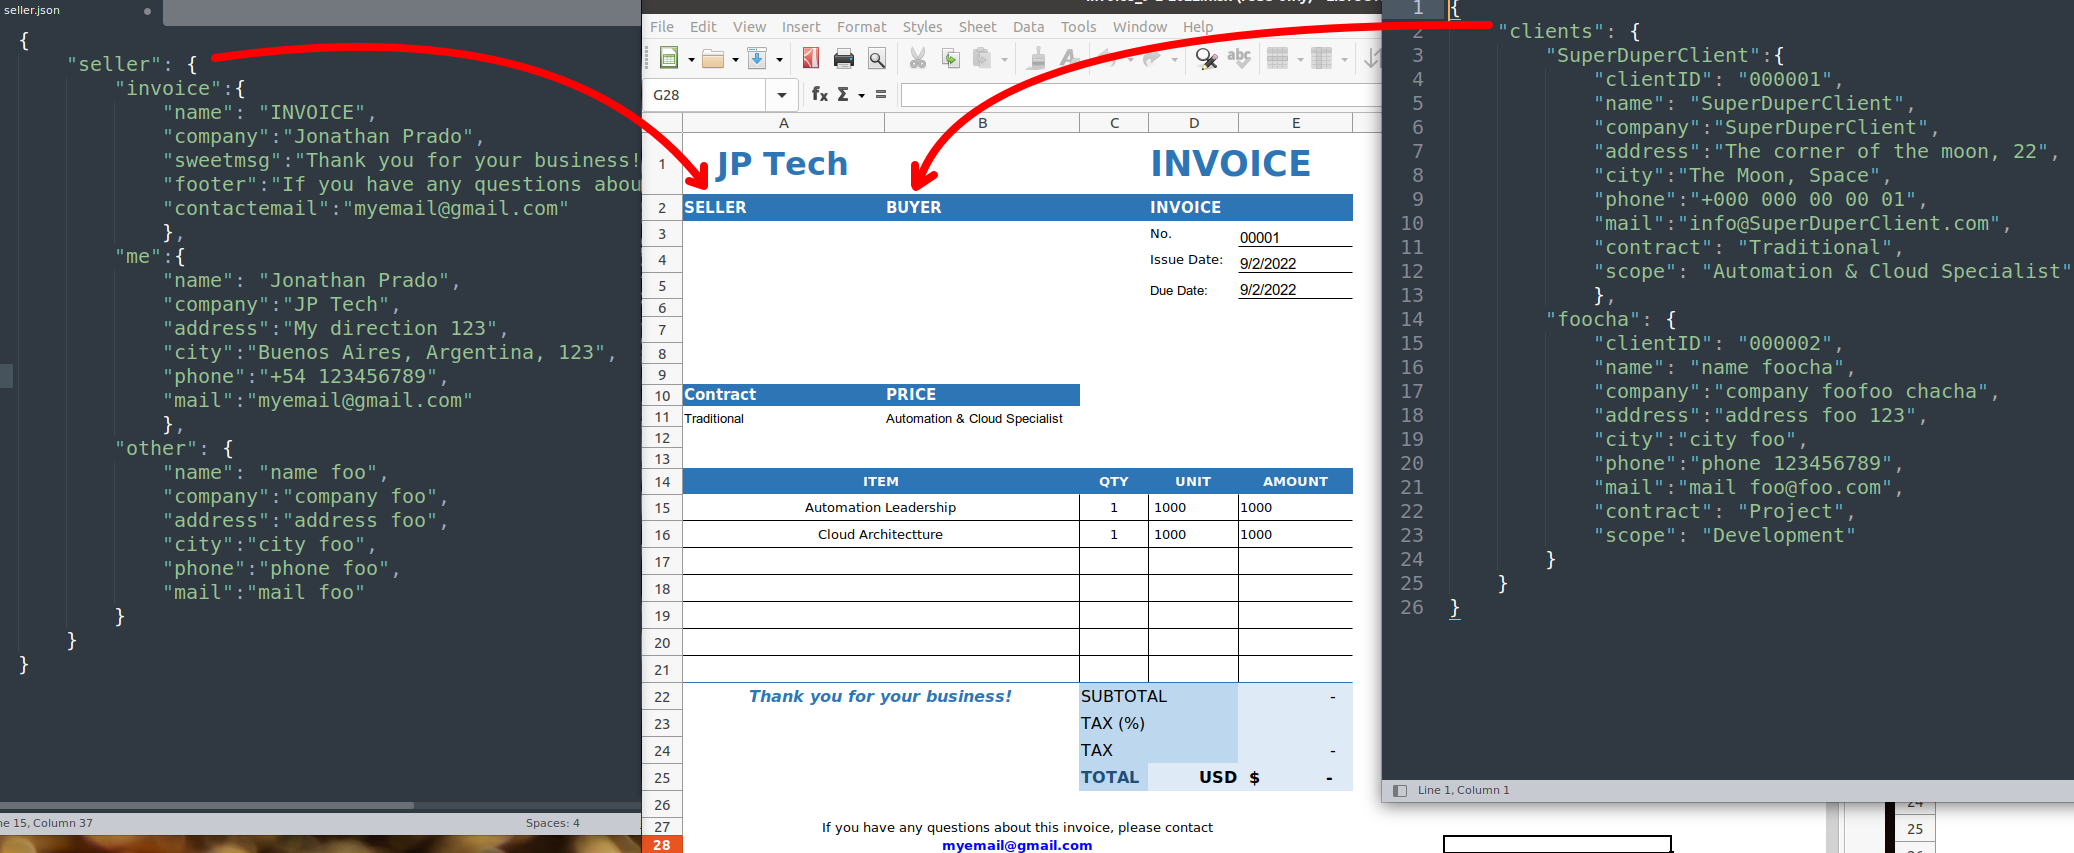 seller.json
{
"seller": {
"invoice":{
"name": "INVOICE",
"company":"Jonathan Prado",
"sweetmsg":"Thank you for your business!
"footer":"If you have any questions abou
"contactemail":"myemail@gmail.com"
},
"me":{
"name": "Jonathan Prado",
"company":"JP Tech",
"address":"My direction 123",
"city":"Buenos Aires, Argentina, 123",
"phone":"+54 123456789",
"mail":"myemail@gmail.com"
},
"other": {
"name": "name foo",
"company":"company foo",
"address":"address foo",
"city":"city foo",
"phone":"phone foo",
"mail":"mail foo"
}
}
}
ne 15, Column 37 Spaces: 4
File Edit View Insert Format Styles Sheet Data Tools Window Help
abc
G28 fx Σ =
A B C D E
1 JP Tech INVOICE
2 SELLER BUYER INVOICE
3 No. 00001
4 Issue Date: 9/2/2022
5 Due Date: 9/2/2022
6
7
8
9
10 Contract PRICE
11 Traditional Automation & Cloud Specialist
12
13
14 ITEM QTY UNIT AMOUNT
15 Automation Leadership 1 1000 1000
16 Cloud Architectture 1 1000 1000
17
18
19
20
21
22 Thank you for your business! SUBTOTAL -
23 TAX (%)
24 TAX -
25 TOTAL USD $ -
26
27 If you have any questions about this invoice, please contact
28 myemail@gmail.com
1 {
2 "clients": {
3 "SuperDuperClient":{
4 "clientID": "000001",
5 "name": "SuperDuperClient",
6 "company":"SuperDuperClient",
7 "address":"The corner of the moon, 22",
8 "city":"The Moon, Space",
9 "phone":"+000 000 00 00 01",
10 "mail":"info@SuperDuperClient.com",
11 "contract": "Traditional",
12 "scope": "Automation & Cloud Specialist"
13 },
14 "foocha": {
15 "clientID": "000002",
16 "name": "name foocha",
17 "company":"company foofoo chacha",
18 "address":"address foo 123",
19 "city":"city foo",
20 "phone":"phone 123456789",
21 "mail":"mail foo@foo.com",
22 "contract": "Project",
23 "scope": "Development"
24 }
25 }
26 }
Line 1, Column 1
24
25